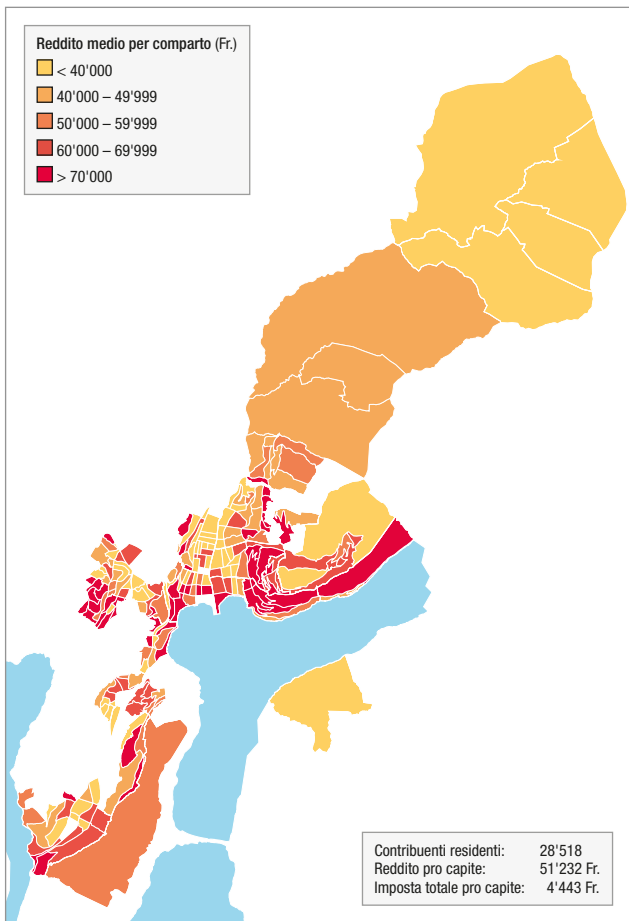 Reddito medio per comparto (Fr.)
< 40'000
40'000 – 49'999
50'000 – 59'999
60'000 – 69'999
> 70'000
Contribuenti residenti: 28'518
Reddito pro capite: 51'232 Fr.
Imposta totale pro capite: 4'443 Fr.